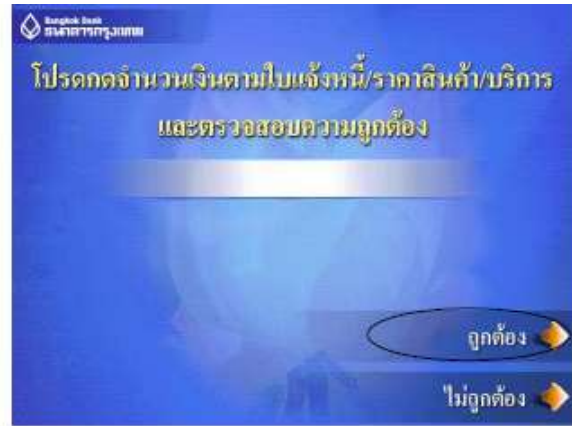 Bangkok Bank
ธนาคารกรุงเทพ
โปรดกดจำนวนเงินตามใบแจ้งหนี้/ราคาสินค้า/บริการ
และตรวจสอบความถูกต้อง
ถูกต้อง
ไม่ถูกต้อง